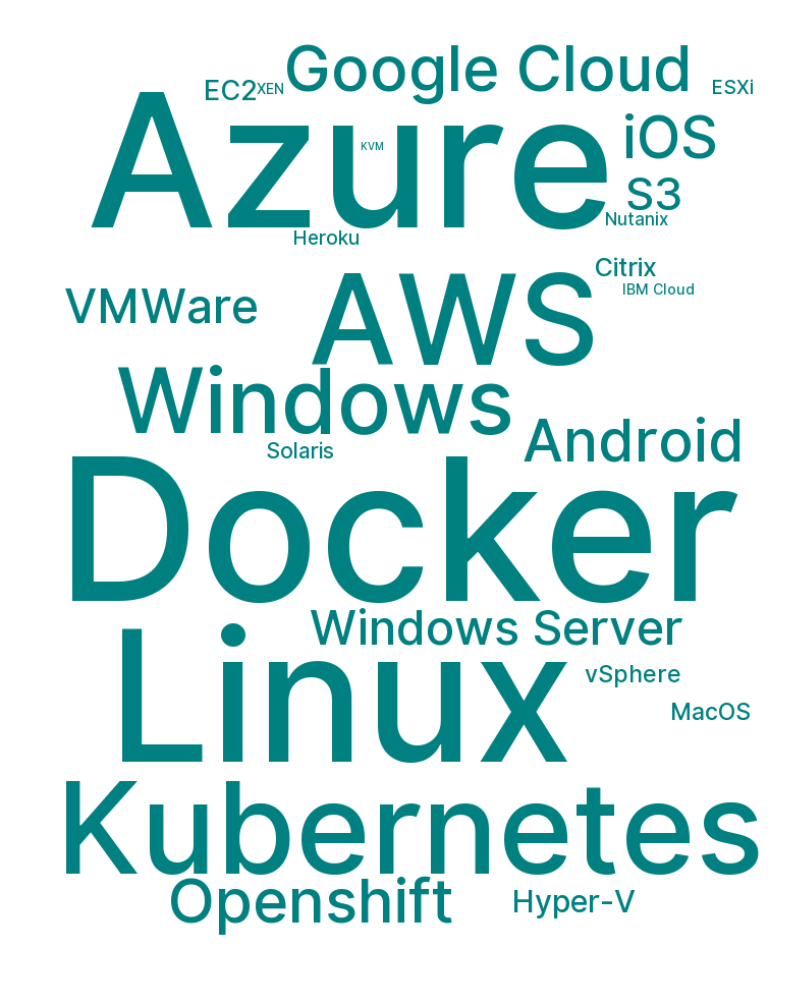 Google Cloud
EC2
XEN
ESXi
Azure
KVM
iOS
S3
Nutanix
Heroku
Citrix
IBM Cloud
VMWare
AWS
Windows
Android
Solaris
Docker
Windows Server
Linux
vSphere
MacOS
Kubernetes
Openshift
Hyper-V